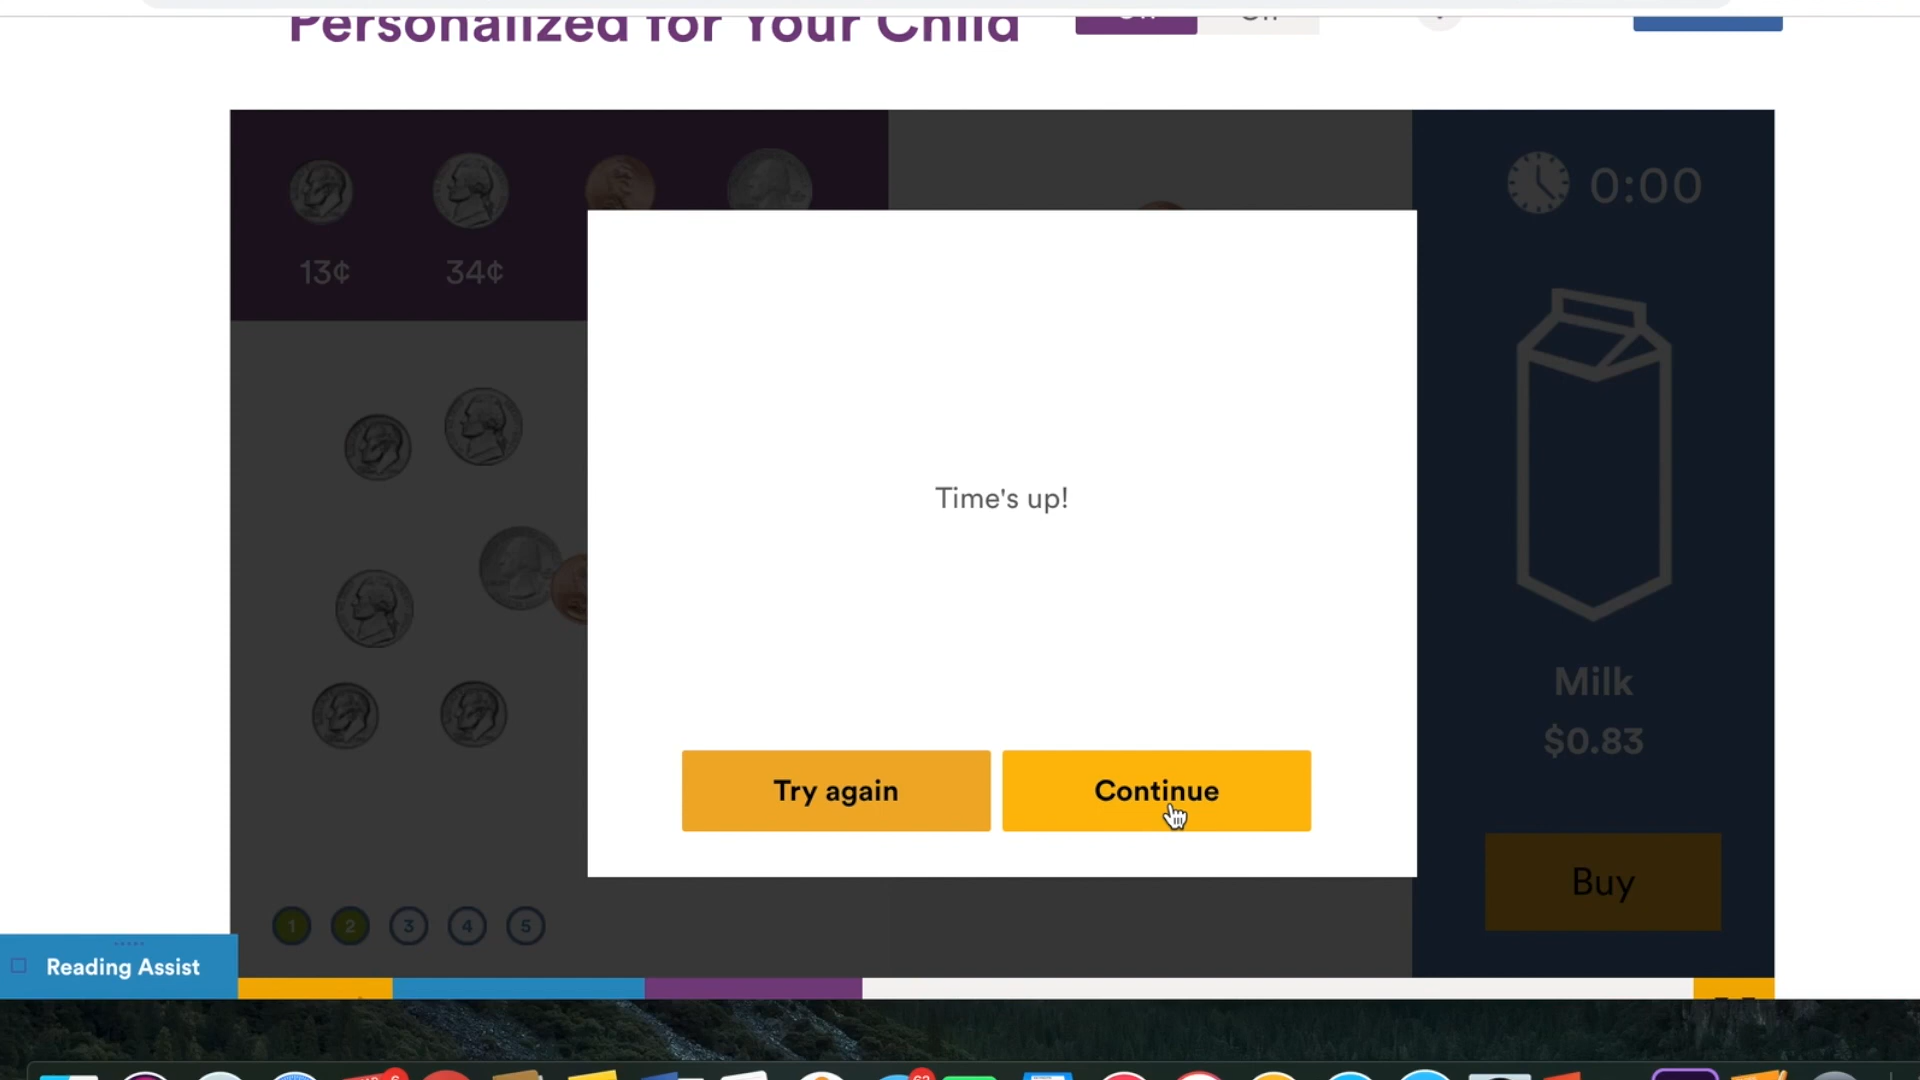 Personalized for Your Child
0:00
13¢ 34¢
Time's up!
Milk
$0.83
Try again
Continue
Buy
1 2 3 4 5
Reading Assist